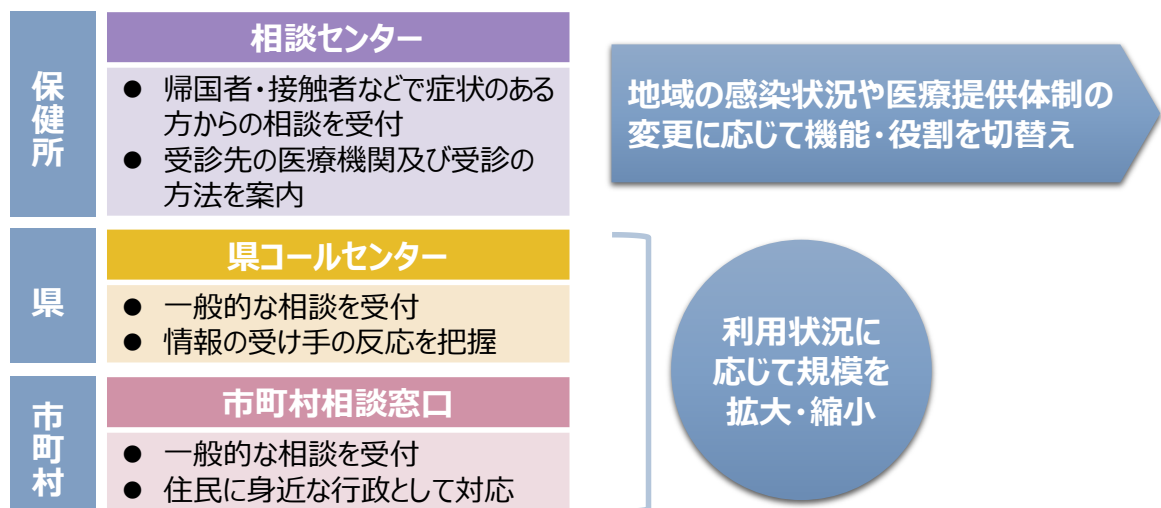 保健所
相談センター
● 帰国者・接触者などで症状のある
方からの相談を受付
● 受診先の医療機関及び受診の
方法を案内
地域の感染状況や医療提供体制の
変更に応じて機能・役割を切替え
県
県コールセンター
● 一般的な相談を受付
● 情報の受け手の反応を把握
市町村
市町村相談窓口
● 一般的な相談を受付
● 住民に身近な行政として対応
利用状況に
応じて規模を
拡大・縮小